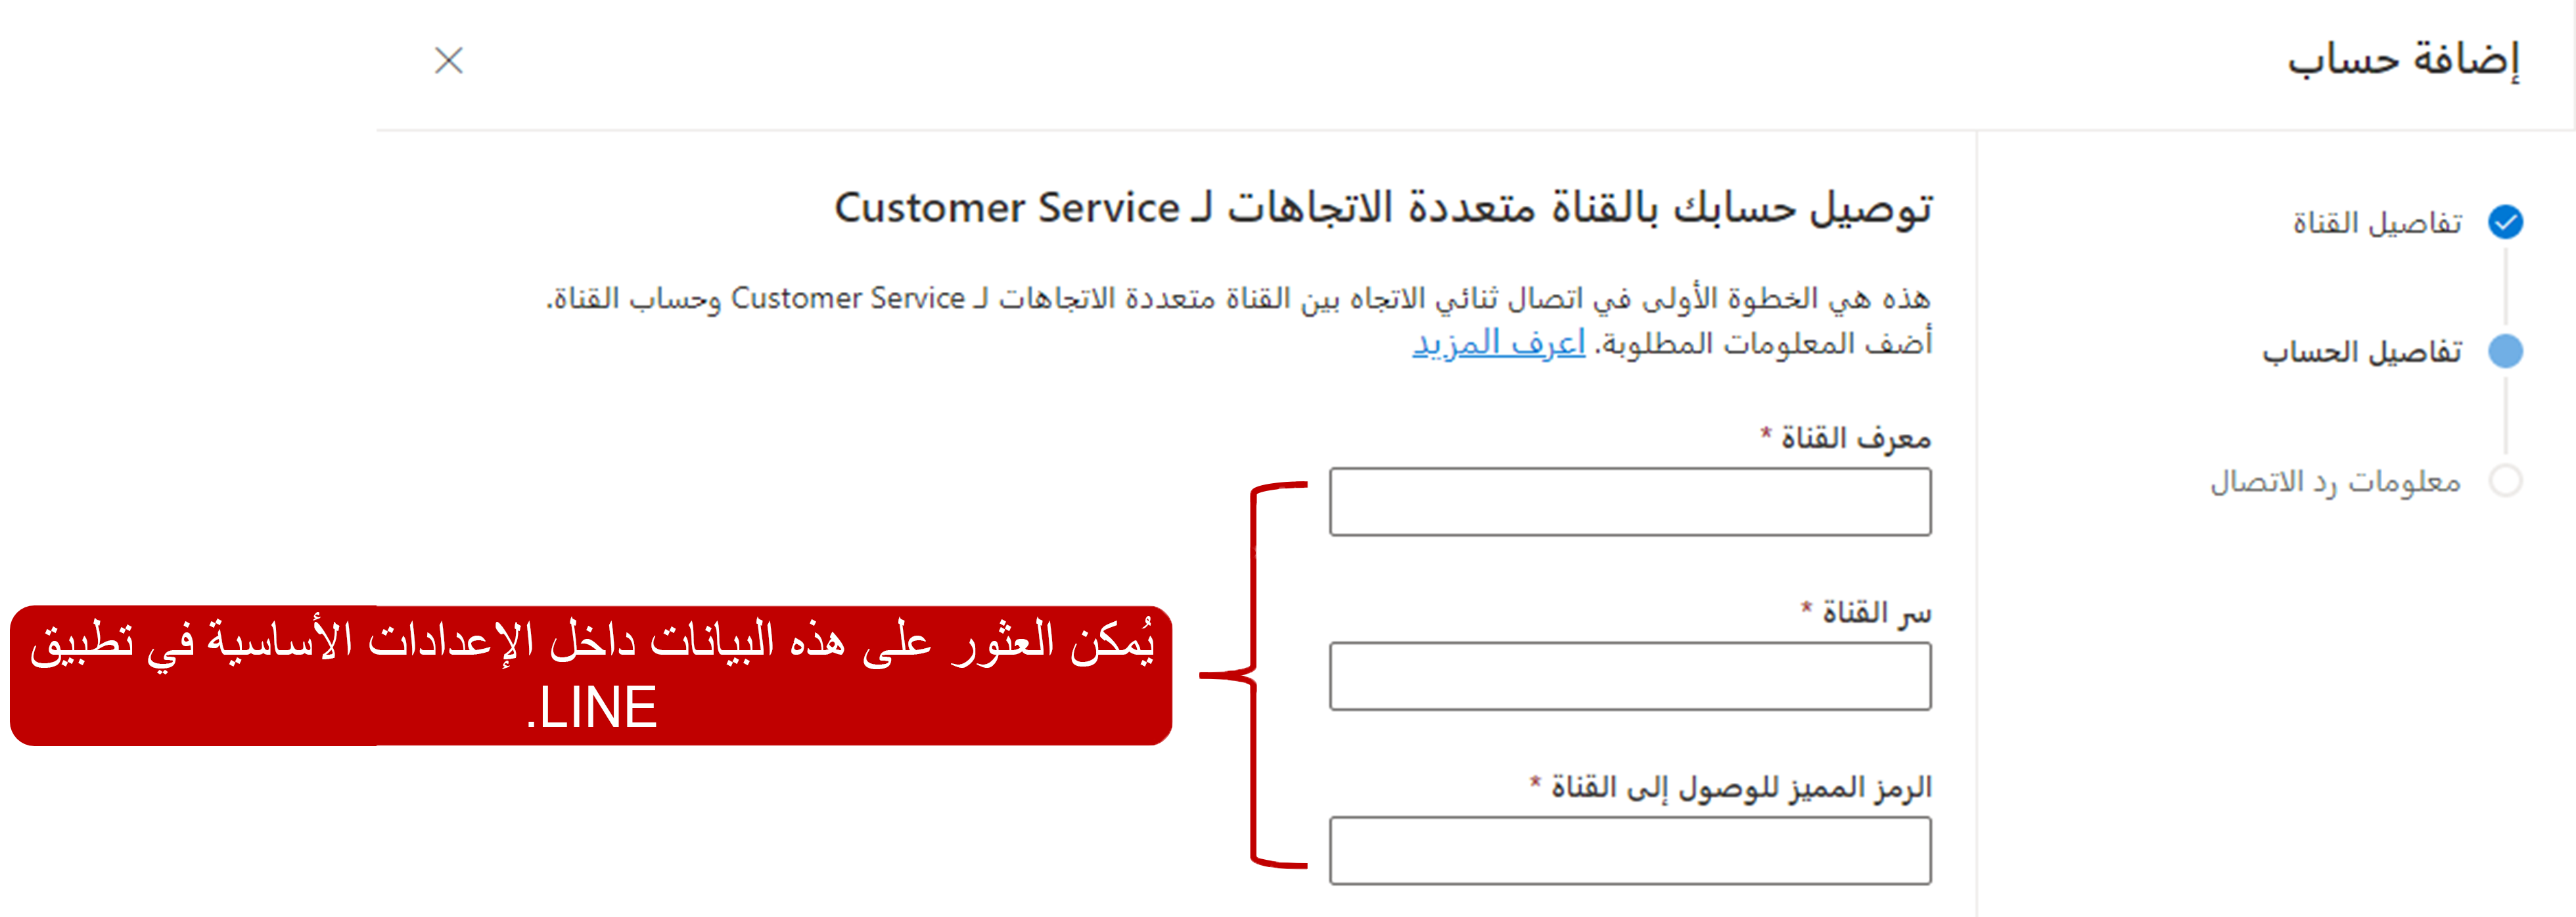 إضافة حساب
تفاصيل القناة
تفاصيل الحساب
معلومات رد الاتصال
توصيل حسابك بالقناة متعددة الاتجاهات لـ Customer Service
هذه هي الخطوة الأولى في اتصال ثنائي الاتجاه بين القناة متعددة الاتجاهات لـ Customer Service وحساب القناة.
أضف المعلومات المطلوبة. اعرف المزيد
معرف القناة *
سر القناة *
الرمز المميز للوصول إلى القناة *
يُمكن العثور على هذه البيانات داخل الإعدادات الأساسية في تطبيق
LINE.